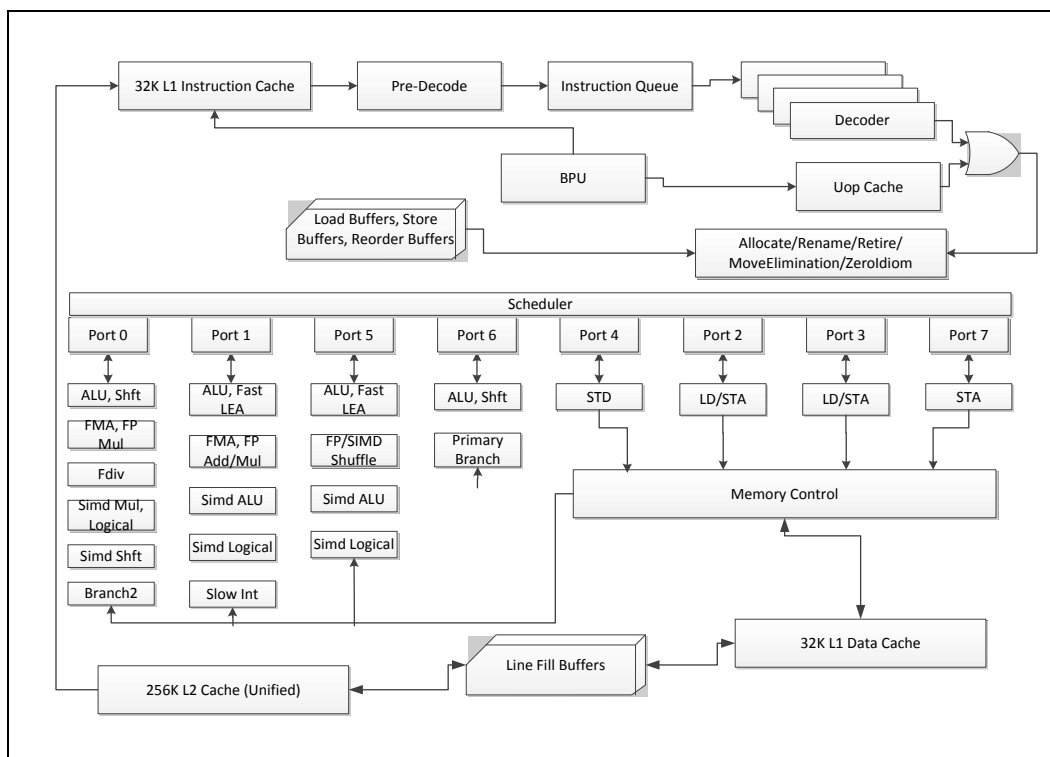 32K L1 Instruction Cache
Pre-Decode
Instruction Queue
Decoder
BPU
Uop Cache
Load Buffers, Store
Buffers, Reorder Buffers
Allocate/Rename/Retire/
MoveElimination/ZeroIdiom
Scheduler
Port 0
Port 1
Port 5
Port 6
Port 4
Port 2
Port 3
Port 7
ALU, Shft
ALU, Fast
LEA
ALU, Fast
LEA
ALU, Shft
STD
LD/STA
LD/STA
STA
FMA, FP
Mul
FMA, FP
Add/Mul
FP/SIMD
Shuffle
Primary
Branch
Fdiv
Simd ALU
Simd ALU
Memory Control
Simd Mul,
Logical
Simd Logical
Simd Logical
Simd Shft
Branch2
Slow Int
32K L1 Data Cache
Line Fill Buffers
256K L2 Cache (Unified)